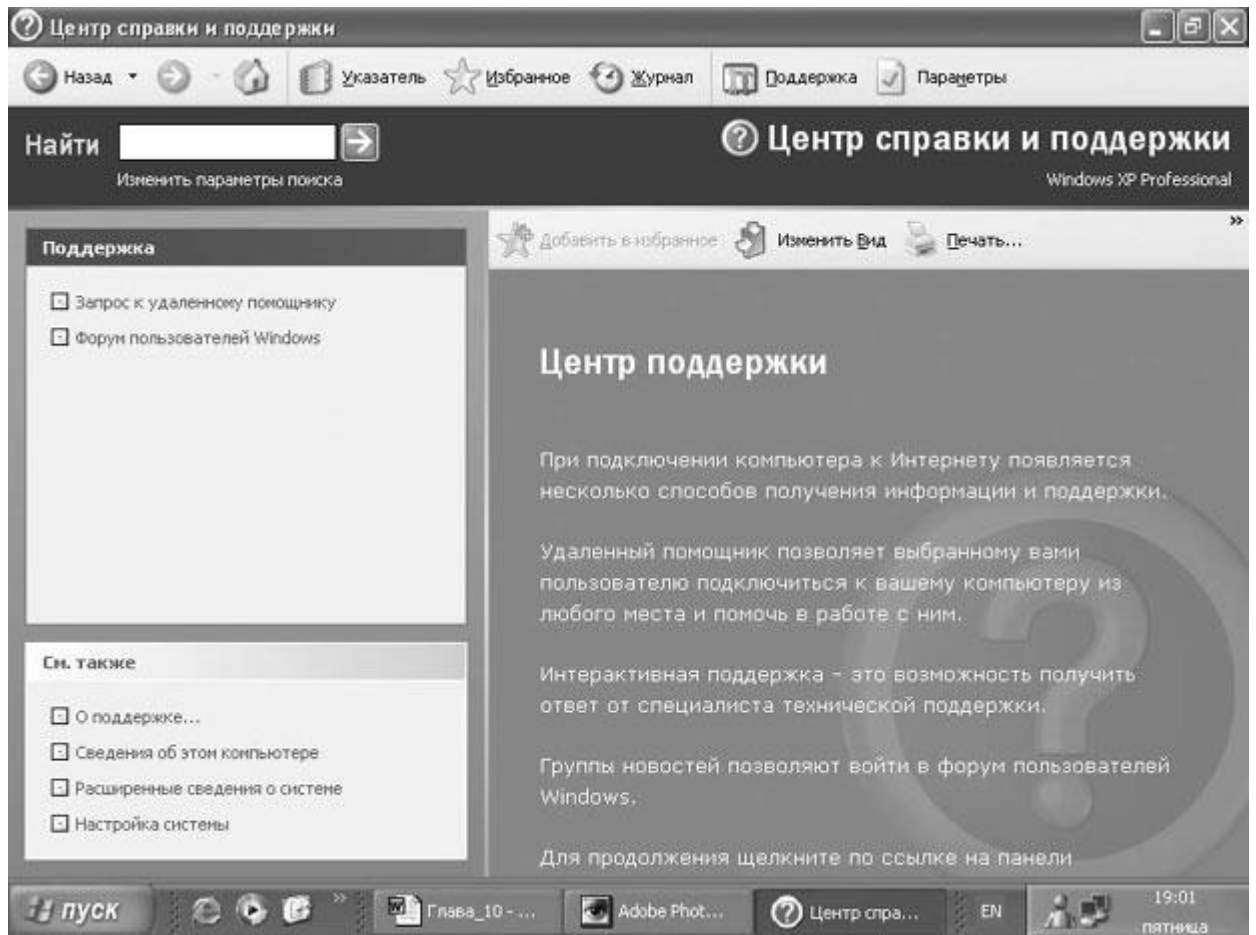 Центр справки и поддержки
Назад Указатель Избранное Журнал Поддержка Параметры
Найти
Изменить параметры поиска
Центр справки и поддержки
Windows XP Professional
Поддержка
Запрос к удаленному помощнику
Форум пользователей Windows
См. также
О поддержке...
Сведения об этом компьютере
Расширенные сведения о системе
Настройка системы
Добавить в избранное Изменить Вид Печать... »
Центр поддержки
При подключении компьютера к Интернету появляется
несколько способов получения информации и поддержки.
Удаленный помощник позволяет выбранному вами
пользователю подключиться к вашему компьютеру из
любого места и помочь в работе с ним.
Интерактивная поддержка - это возможность получить
ответ от специалиста технической поддержки.
Группы новостей позволяют войти в форум пользователей
Windows.
Для продолжения щелкните по ссылке на панели
пуск » Глава_10 - ... Adobe Phot... Центр спра... EN 19:01
пятница